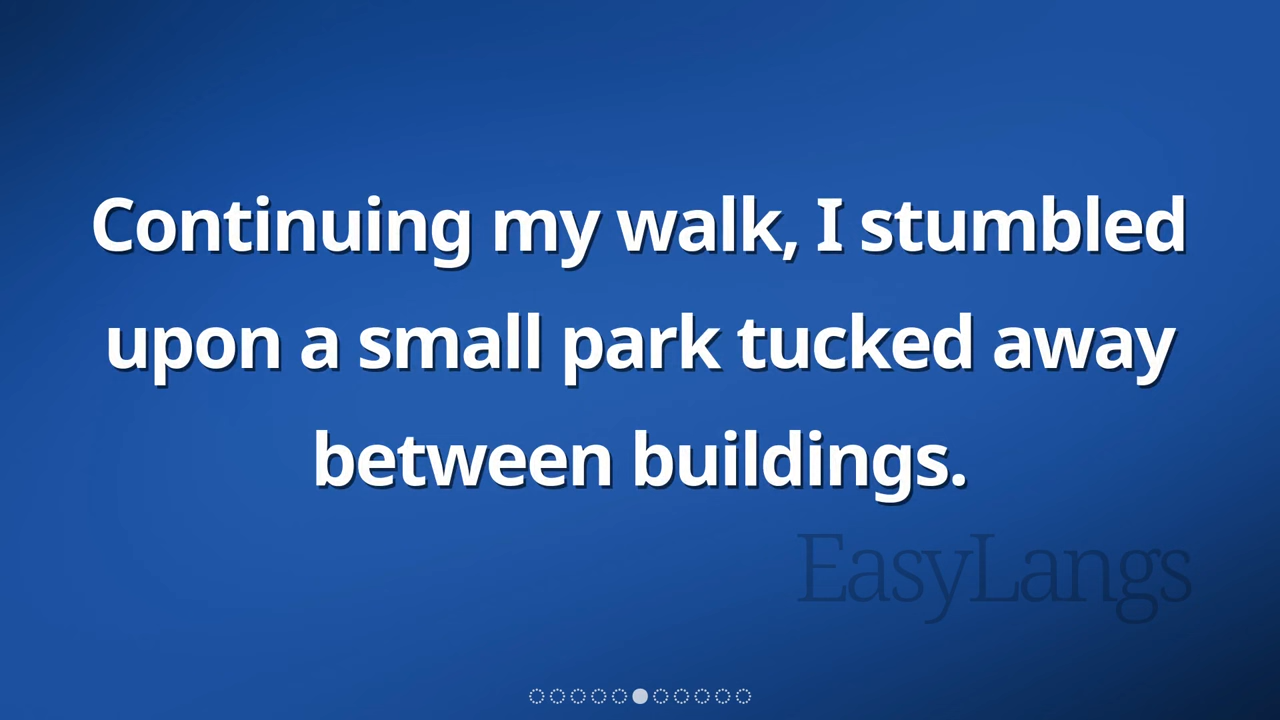 Continuing my walk, I stumbled
upon a small park tucked away
between buildings.
EasyLangs